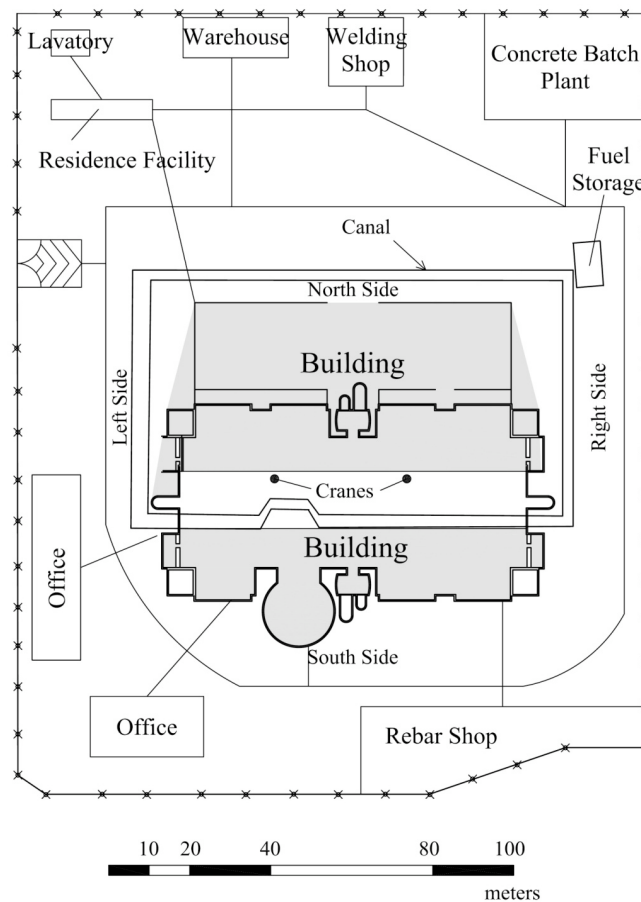 Lavatory
Warehouse
Welding
Shop
Concrete Batch
Plant
Residence Facility
Fuel
Storage
Canal
North Side
Building
Left Side
Right Side
Cranes
Building
Office
South Side
Office
Rebar Shop
10 20 40 80 100
meters